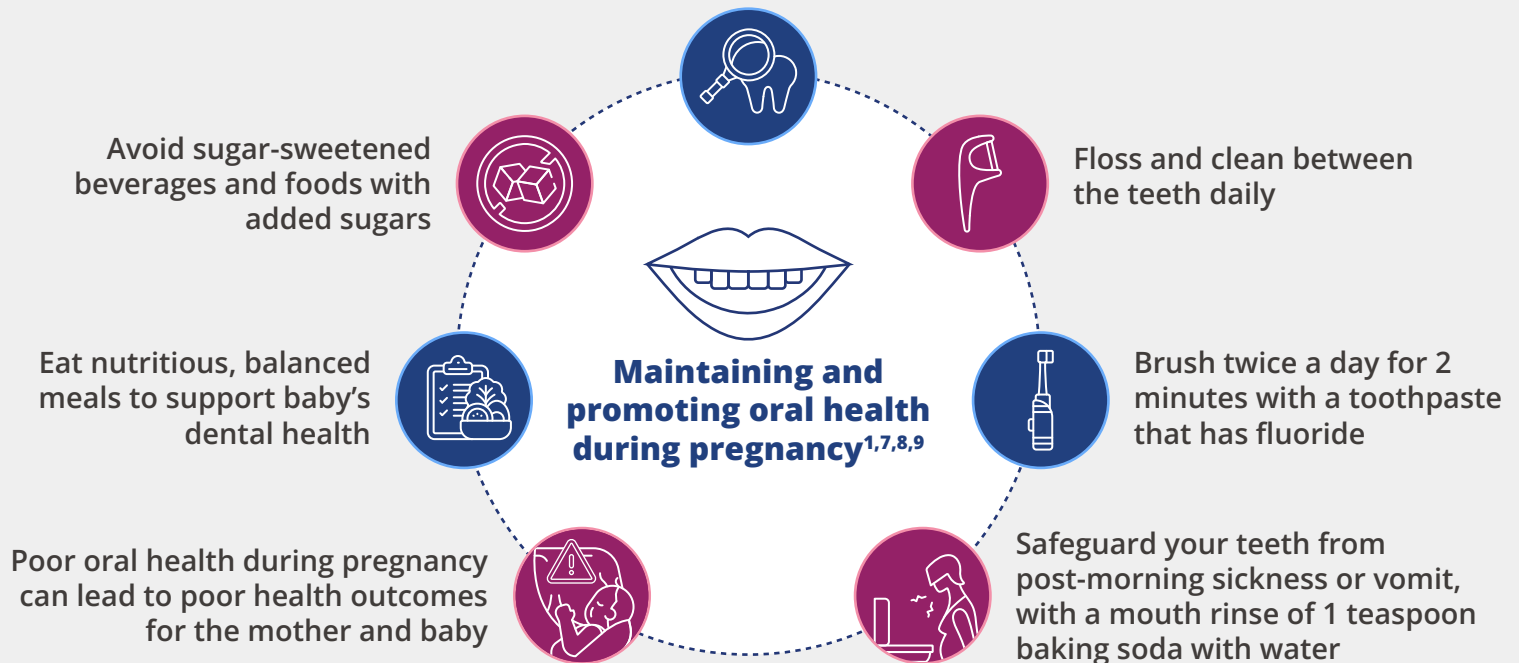 Avoid sugar-sweetened
beverages and foods with
added sugars
Floss and clean between
the teeth daily
Maintaining and
promoting oral health
during pregnancy1,7,8,9
Eat nutritious, balanced
meals to support baby’s
dental health
Brush twice a day for 2
minutes with a toothpaste
that has fluoride
Poor oral health during pregnancy
can lead to poor health outcomes
for the mother and baby
Safeguard your teeth from
post-morning sickness or vomit,
with a mouth rinse of 1 teaspoon
baking soda with water